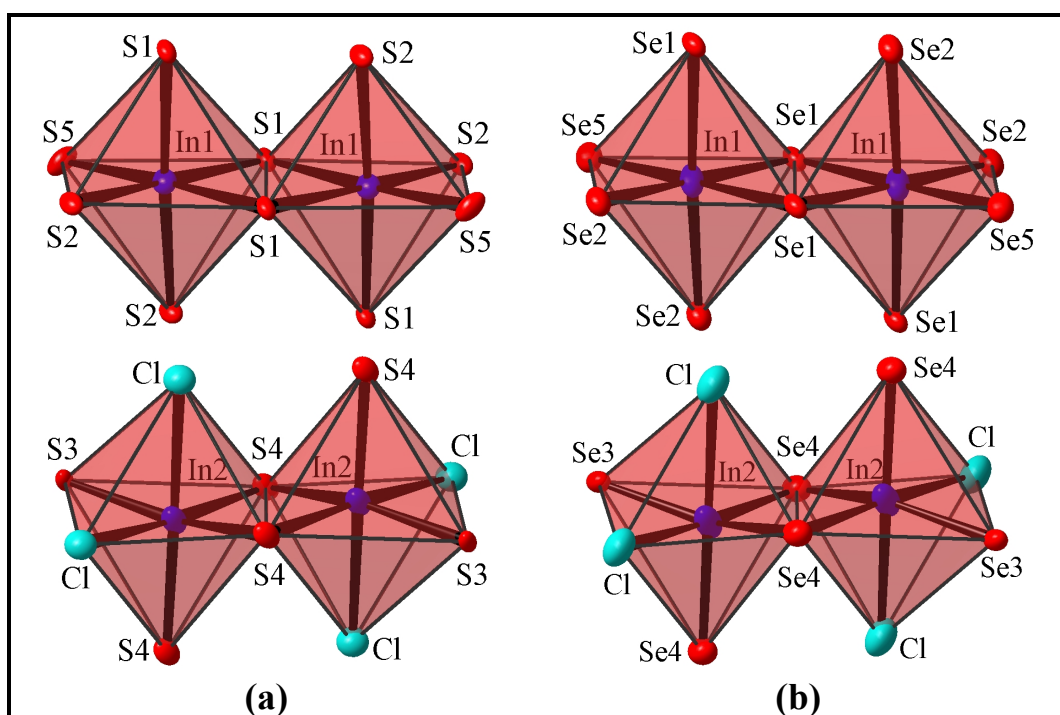 S1
S2
Se1
Se2
S5
In1
S1
In1
S2
Se5
In1
Se1
In1
Se2
S2
S1
S5
Se2
Se1
Se5
S2
S1
Se2
Se1
Cl
S4
Cl
Se4
S3
In2
S4
In2
Cl
Se3
In2
Se4
In2
Cl
Cl
S4
S3
Cl
Se4
Se3
S4
Cl
Se4
Cl
(a)
(b)